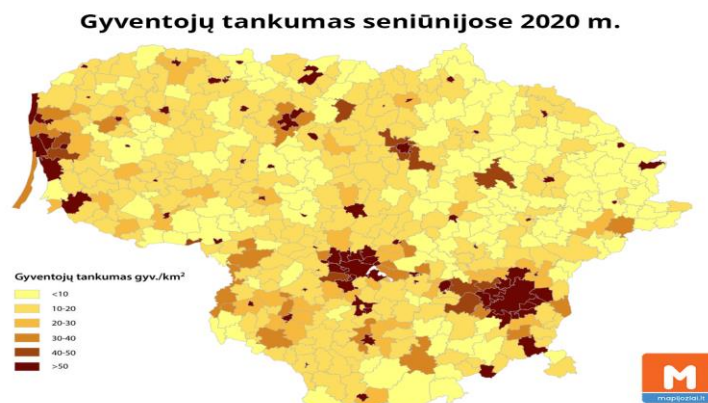 Gyventojų tankumas seniūnijose 2020 m.
Gyventojų tankumas gyv./km²
<10
10-20
20-30
30-40
40-50
>50
M
mapijoziai.lt